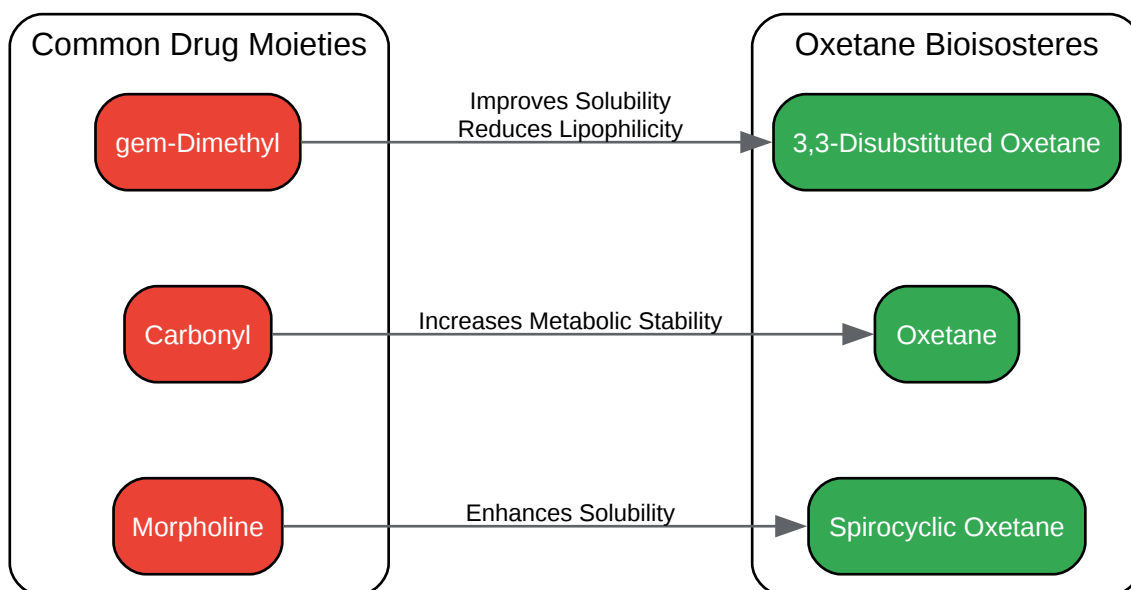 Common Drug Moieties
Oxetane Bioisosteres
gem-Dimethyl
Improves Solubility
Reduces Lipophilicity
3,3-Disubstituted Oxetane
Carbonyl
Increases Metabolic Stability
Oxetane
Morpholine
Enhances Solubility
Spirocyclic Oxetane